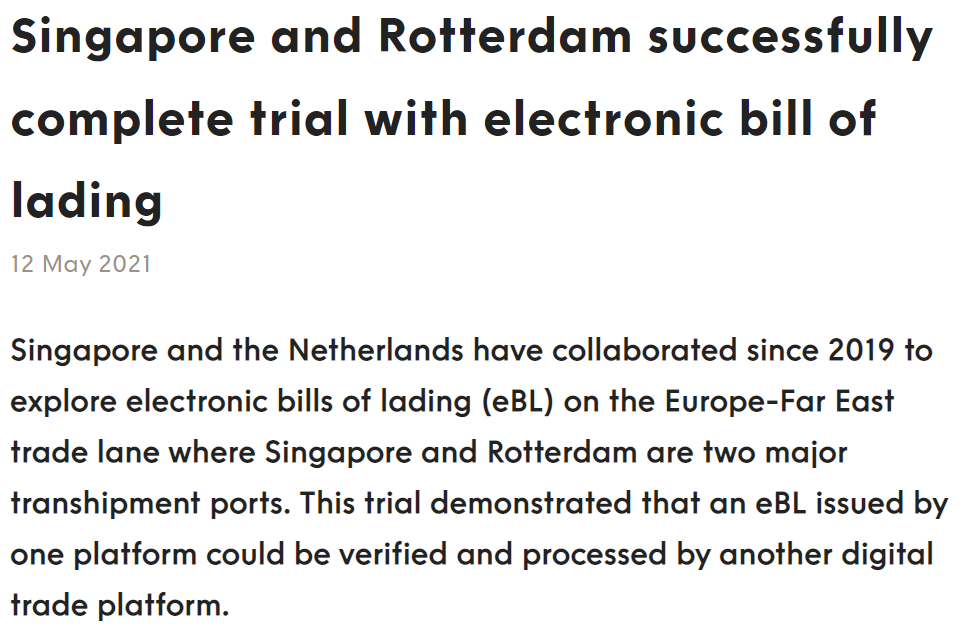 Singapore and Rotterdam successfully
complete trial with electronic bill of
lading
12 May 2021
Singapore and the Netherlands have collaborated since 2019 to
explore electronic bills of lading (eBL) on the Europe-Far East
trade lane where Singapore and Rotterdam are two major
transhipment ports. This trial demonstrated that an eBL issued by
one platform could be verified and processed by another digital
trade platform.